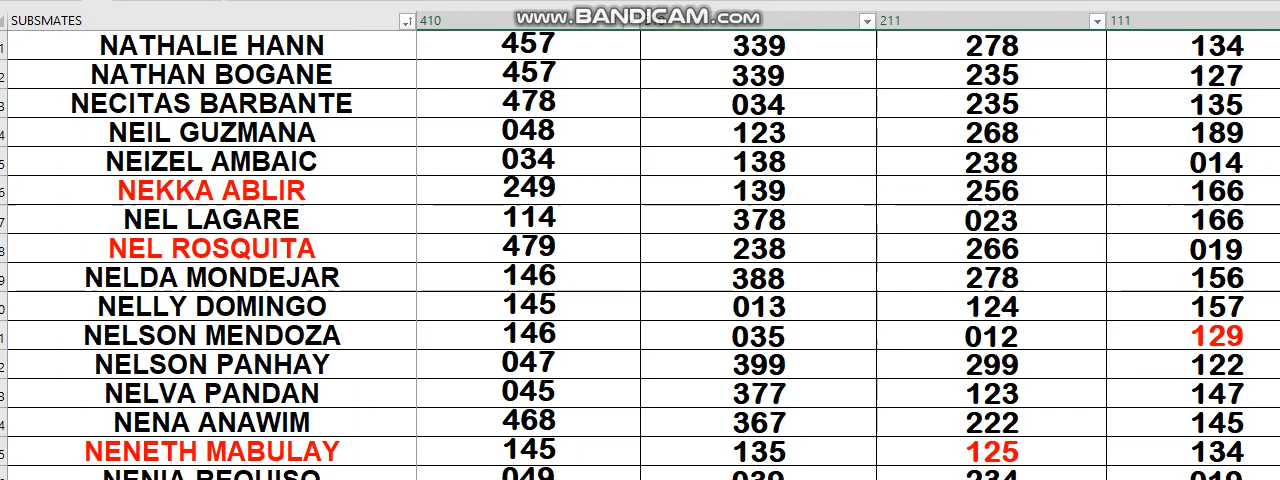 www.BANDICAM.com
SUBSMATES 410 211 111
NATHALIE HANN 457 339 278 134
NATHAN BOGANE 457 339 235 127
NECITAS BARBANTE 478 034 235 135
NEIL GUZMANA 048 123 268 189
NEIZEL AMBAIC 034 138 238 014
NEKKA ABLIR 249 139 256 166
NEL LAGARE 114 378 023 166
NEL ROSQUITA 479 238 266 019
NELDA MONDEJAR 146 388 278 156
NELLY DOMINGO 145 013 124 157
NELSON MENDOZA 146 035 012 129
NELSON PANHAY 047 399 299 122
NELVA PANDAN 045 377 123 147
NENA ANAWIM 468 367 222 145
NENETH MABULAY 145 135 125 134
NENIA 049 039 234 019